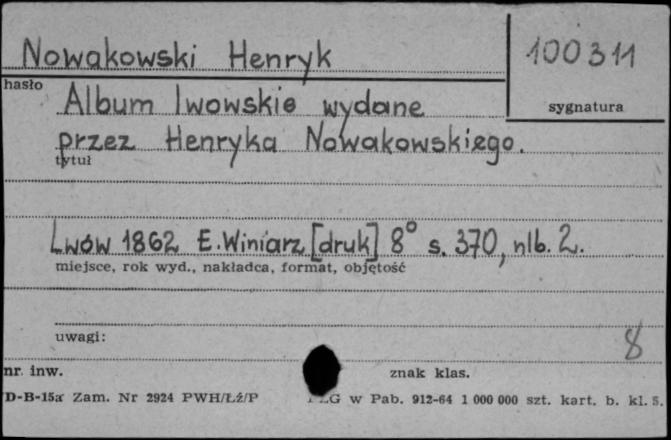 Nowakowski Henryk
100311
hasło
Album lwowskie wydane
sygnatura
przez Henryka Nowakowskiego.
tytuł
Lwów 1862 E. Winiarz [druk] 8° s. 370, nlb. 2.
miejsce, rok wyd., nakładca, format, objętość
uwagi:
8
nr. inw.
znak klas.
D-B-15a Zam. Nr 2924 PWH/Łź/P
w Pab. 912-64 1 000 000 szt. kart. b. kl. 5.